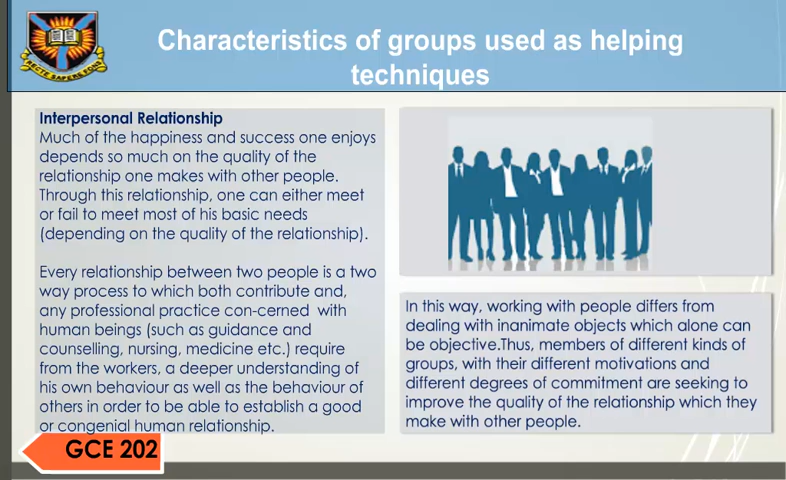 Characteristics of groups used as helping
techniques
RECTE SAPERE FONS
Interpersonal Relationship
Much of the happiness and success one enjoys
depends so much on the quality of the
relationship one makes with other people.
Through this relationship, one can either meet
or fail to meet most of his basic needs
(depending on the quality of the relationship).
Every relationship between two people is a two
way process to which both contribute and,
any professional practice con-cerned with
human beings (such as guidance and
counselling, nursing, medicine etc.) require
from the workers, a deeper understanding of
his own behaviour as well as the behaviour of
others in order to be able to establish a good
or congenial human relationship.
In this way, working with people differs from
dealing with inanimate objects which alone can
be objective.Thus, members of different kinds of
groups, with their different motivations and
different degrees of commitment are seeking to
improve the quality of the relationship which they
make with other people.
GCE 202